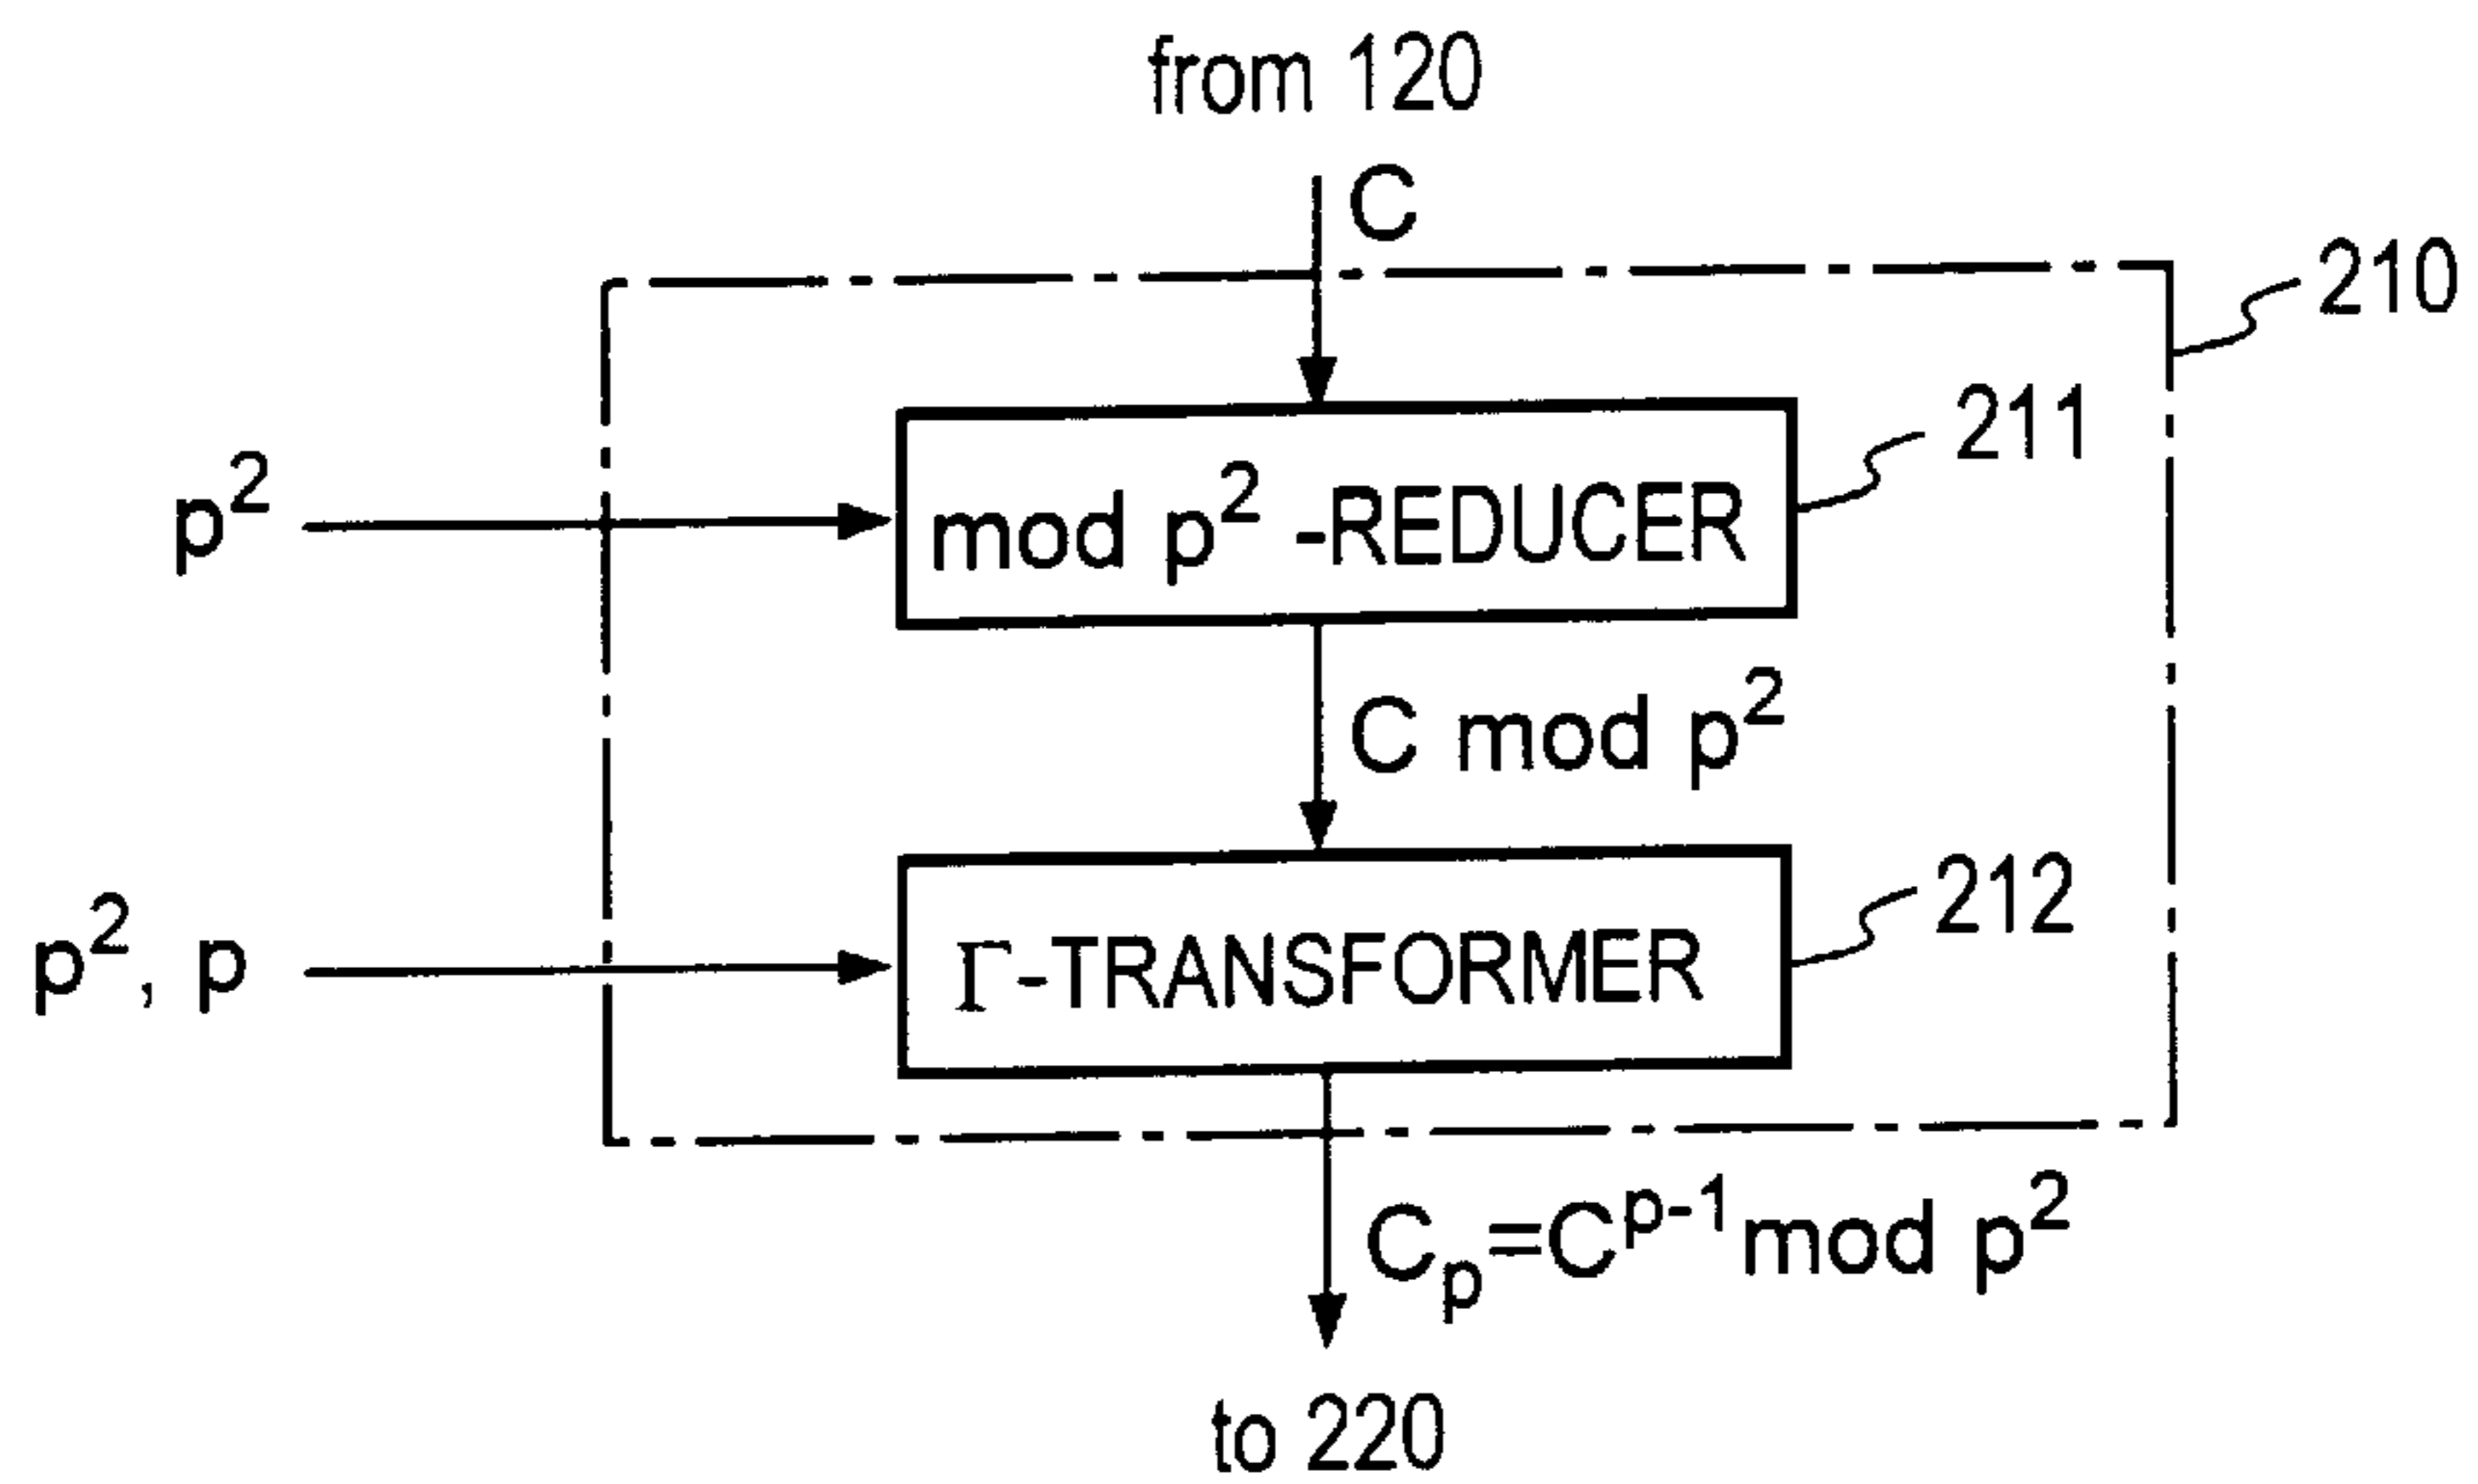 from 120
C
210
211
p² mod p² -REDUCER
C mod p²
212
p², p Γ-TRANSFORMER
Cₚ=Cᵖ⁻¹mod p²
to 220